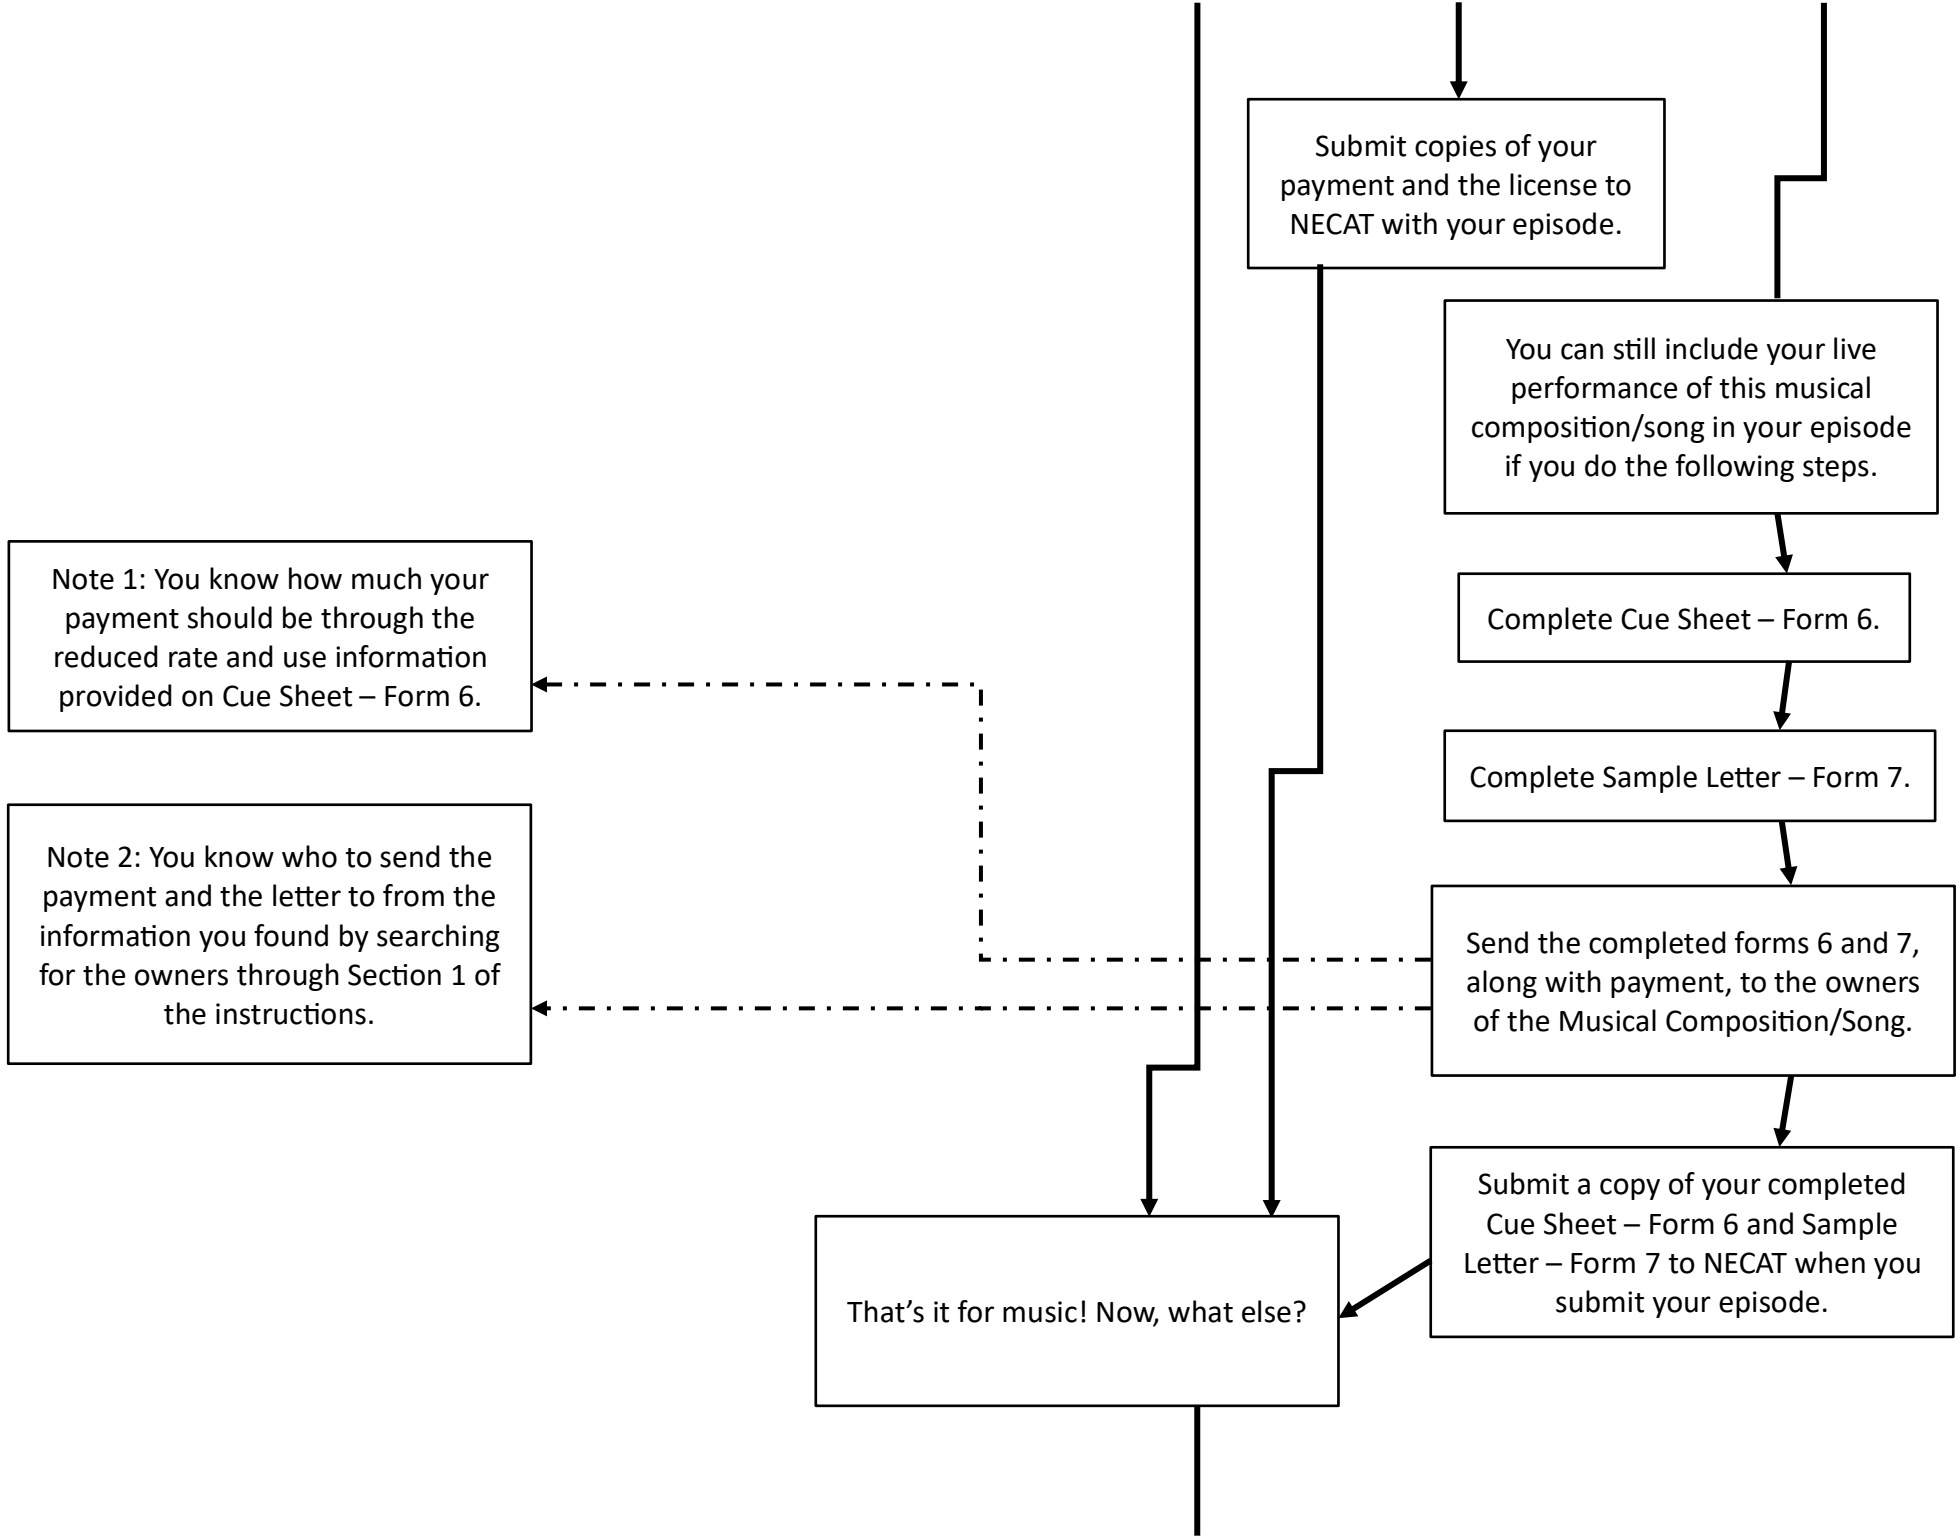 Submit copies of your
payment and the license to
NECAT with your episode.
You can still include your live
performance of this musical
composition/song in your episode
if you do the following steps.
Note 1: You know how much your
payment should be through the
reduced rate and use information
provided on Cue Sheet – Form 6.
Complete Cue Sheet – Form 6.
Complete Sample Letter – Form 7.
Note 2: You know who to send the
payment and the letter to from the
information you found by searching
for the owners through Section 1 of
the instructions.
Send the completed forms 6 and 7,
along with payment, to the owners
of the Musical Composition/Song.
Submit a copy of your completed
Cue Sheet – Form 6 and Sample
Letter – Form 7 to NECAT when you
submit your episode.
That’s it for music! Now, what else?